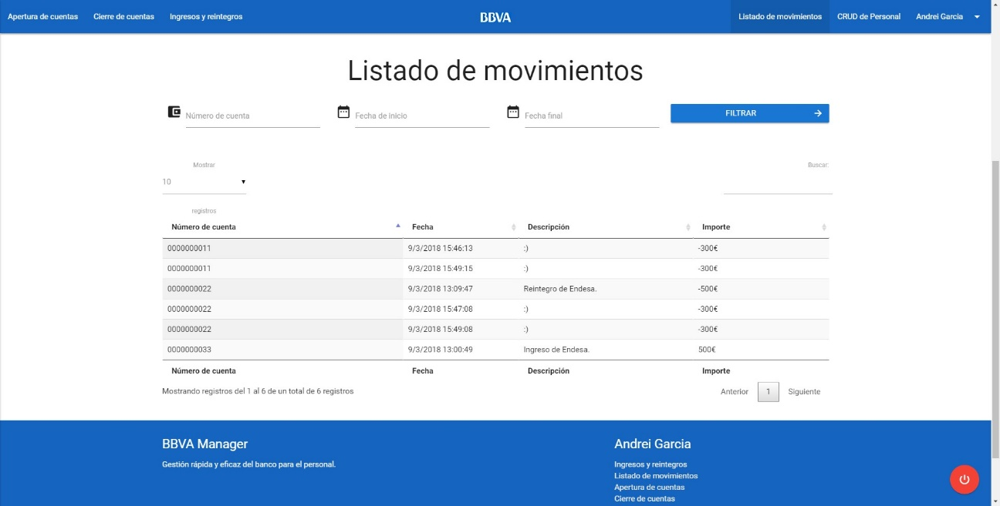 Apertura de cuentas Cierre de cuentas Ingresos y reintegros BBVA Listado de movimientos CRUD de Personal Andrei Garcia
Listado de movimientos
Número de cuenta Fecha de inicio Fecha final FILTRAR
Mostrar Buscar:
10
registros
Número de cuenta Fecha Descripción Importe
0000000011 9/3/2018 15:46:13 :) -300€
0000000011 9/3/2018 15:49:15 :) -300€
0000000022 9/3/2018 13:09:47 Reintegro de Endesa. -500€
0000000022 9/3/2018 15:47:08 :) -300€
0000000022 9/3/2018 15:49:08 :) -300€
0000000033 9/3/2018 13:00:49 Ingreso de Endesa. 500€
Número de cuenta Fecha Descripción Importe
Mostrando registros del 1 al 6 de un total de 6 registros Anterior 1 Siguiente
BBVA Manager Andrei Garcia
Gestión rápida y eficaz del banco para el personal. Ingresos y reintegros
Listado de movimientos
Apertura de cuentas
Cierre de cuentas